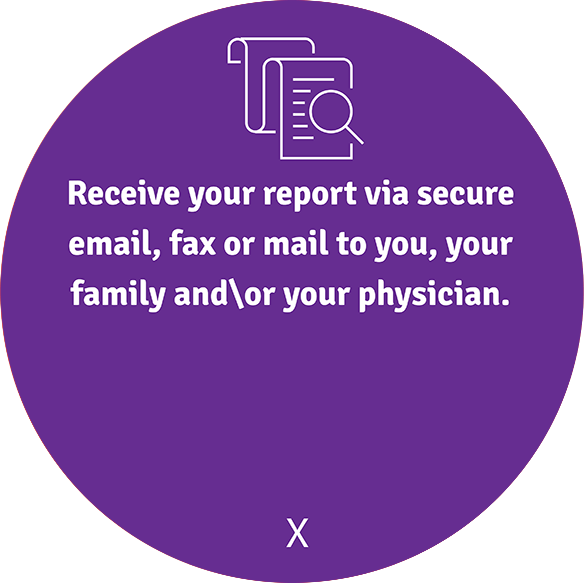 Receive your report via secure
email, fax or mail to you, your
family and\or your physician.
X